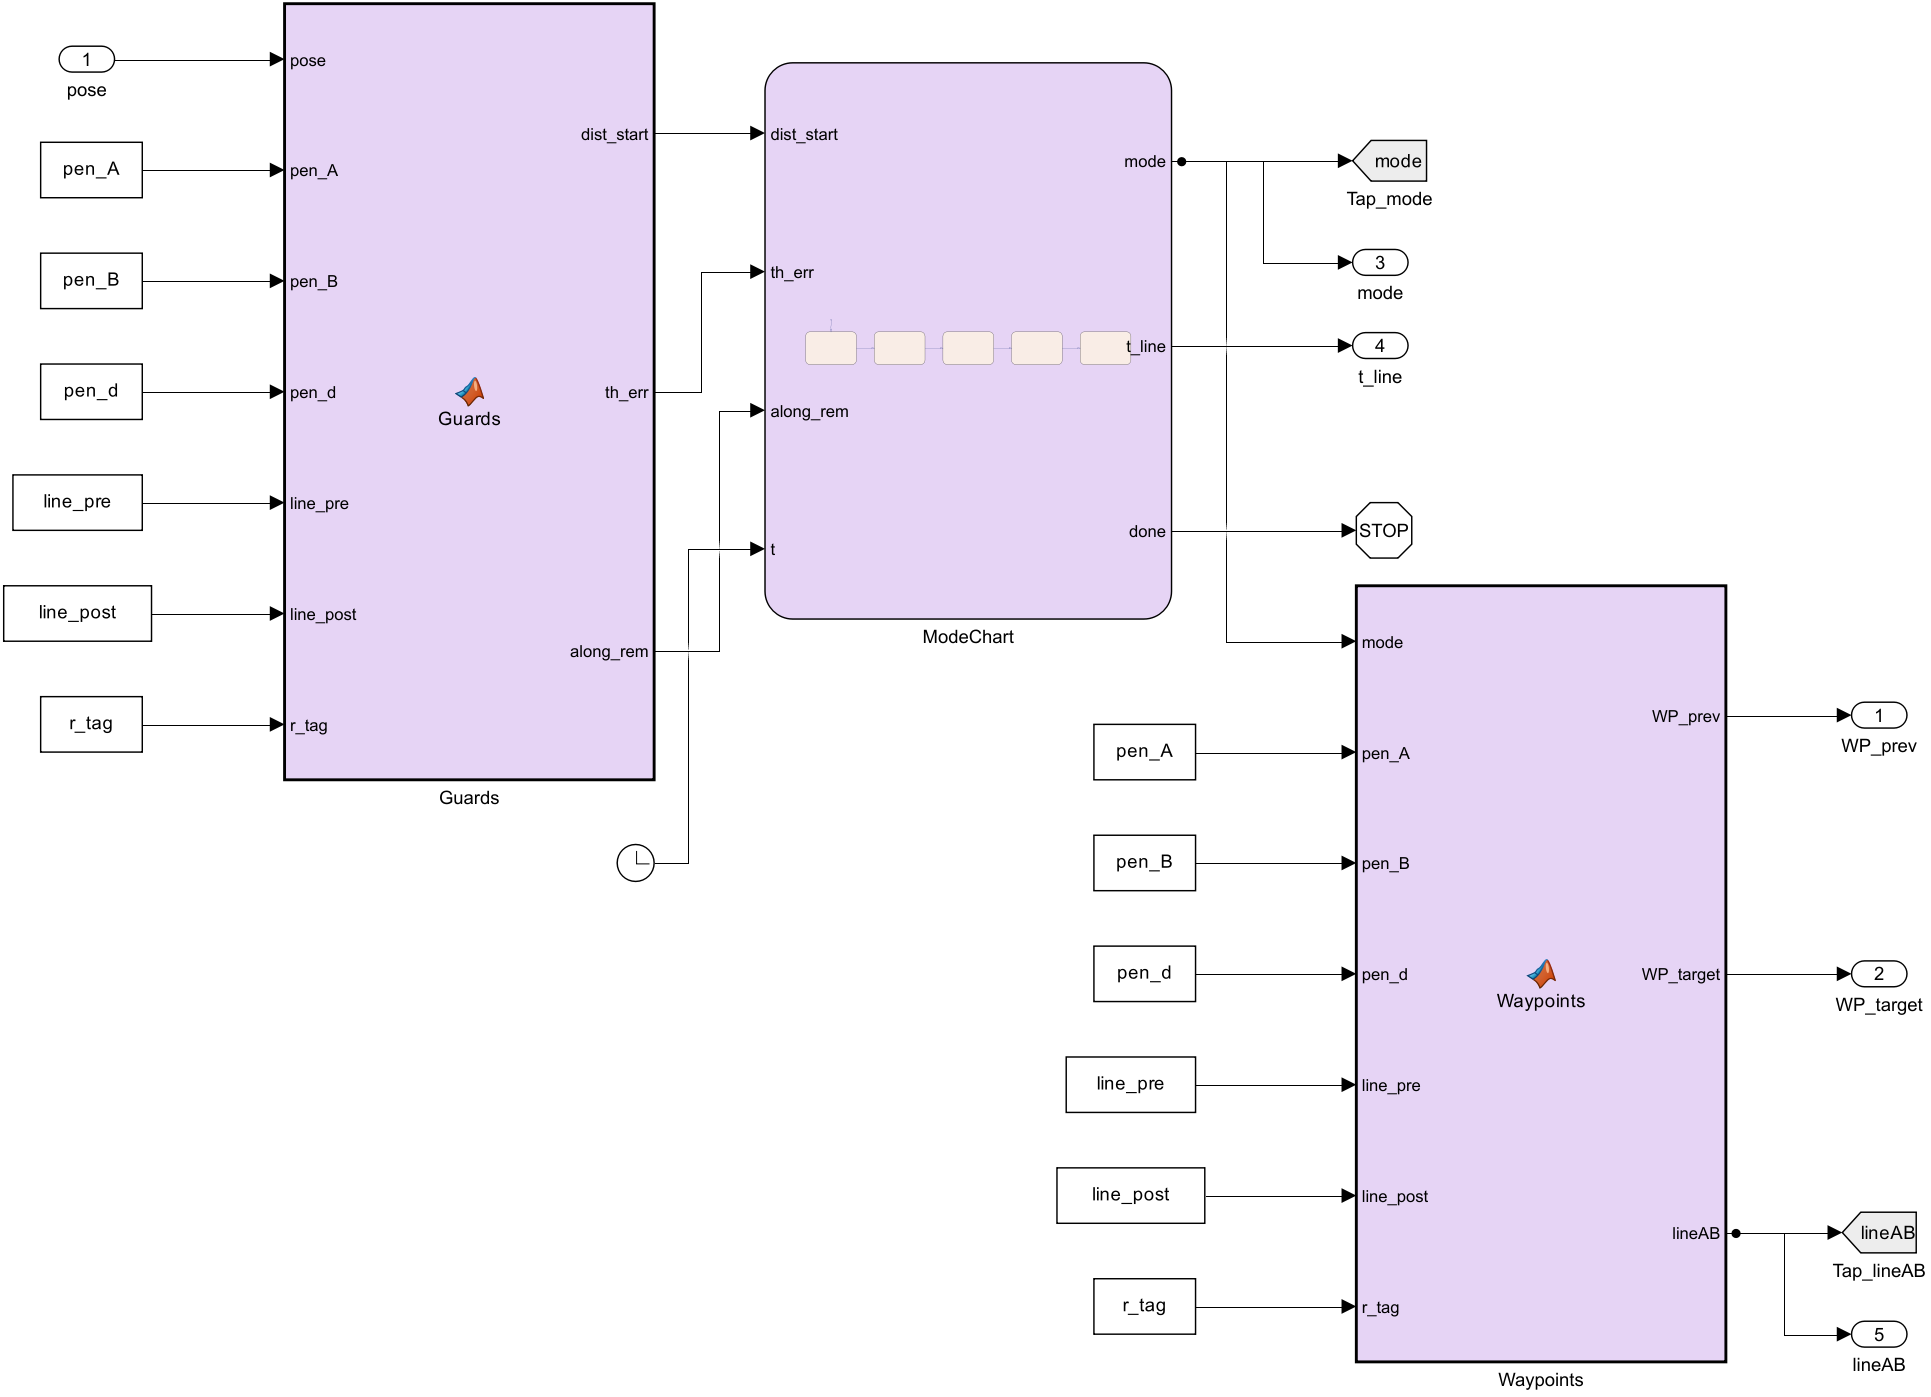 1
pose
pen_A
pen_B
pen_d
line_pre
line_post
r_tag
pose
pen_A
pen_B
pen_d
line_pre
line_post
r_tag
Guards
dist_start
th_err
along_rem
Guards
dist_start
th_err
along_rem
t
mode
t_line
done
ModeChart
mode
Tap_mode
3
mode
4
t_line
STOP
pen_A
pen_B
pen_d
line_pre
line_post
r_tag
mode
pen_A
pen_B
pen_d
line_pre
line_post
r_tag
Waypoints
WP_prev
WP_target
lineAB
Waypoints
1
WP_prev
2
WP_target
lineAB
Tap_lineAB
5
lineAB